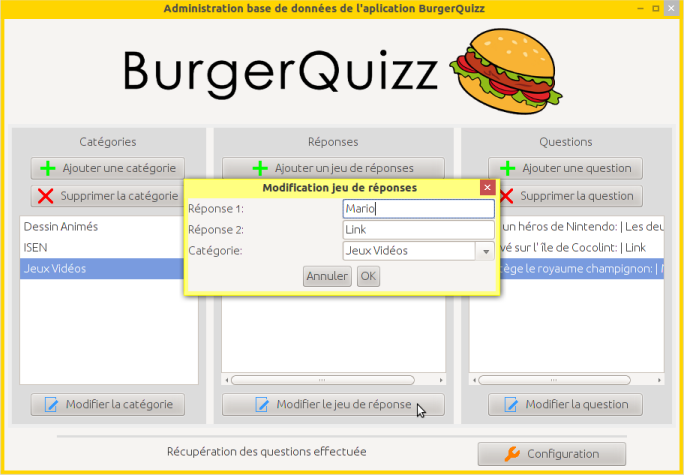 Administration base de données de l'aplication BurgerQuizz
BurgerQuizz
Catégories
Réponses
Questions
Ajouter une catégorie
Ajouter un jeu de réponses
Ajouter une question
Supprimer la catégorie
Supprimer la question
Modification jeu de réponses
Réponse 1:
Mario
Réponse 2:
Link
Catégorie:
Jeux Vidéos
Annuler
OK
Dessin Animés
ISEN
Jeux Vidéos
un héros de Nintendo: | Les deu
sur l' île de Cocolint: | Link
le royaume champignon: |
Modifier la catégorie
Modifier le jeu de réponse
Modifier la question
Récupération des questions effectuée
Configuration